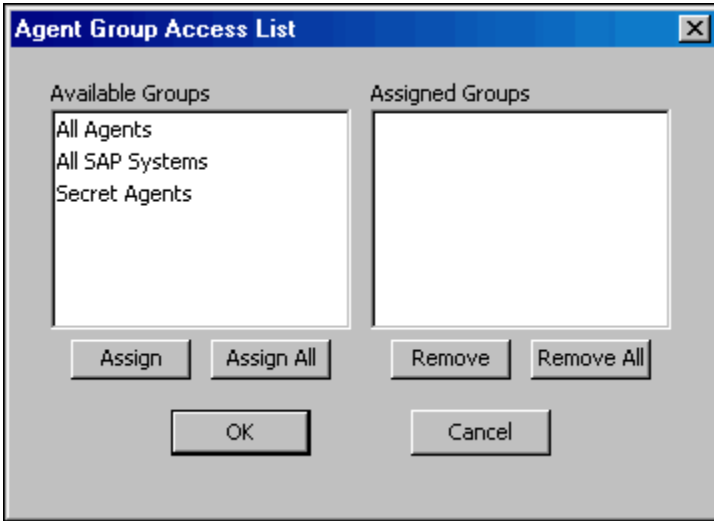 Agent Group Access List
Available Groups
Assigned Groups
All Agents
All SAP Systems
Secret Agents
Assign
Assign All
Remove
Remove All
OK
Cancel